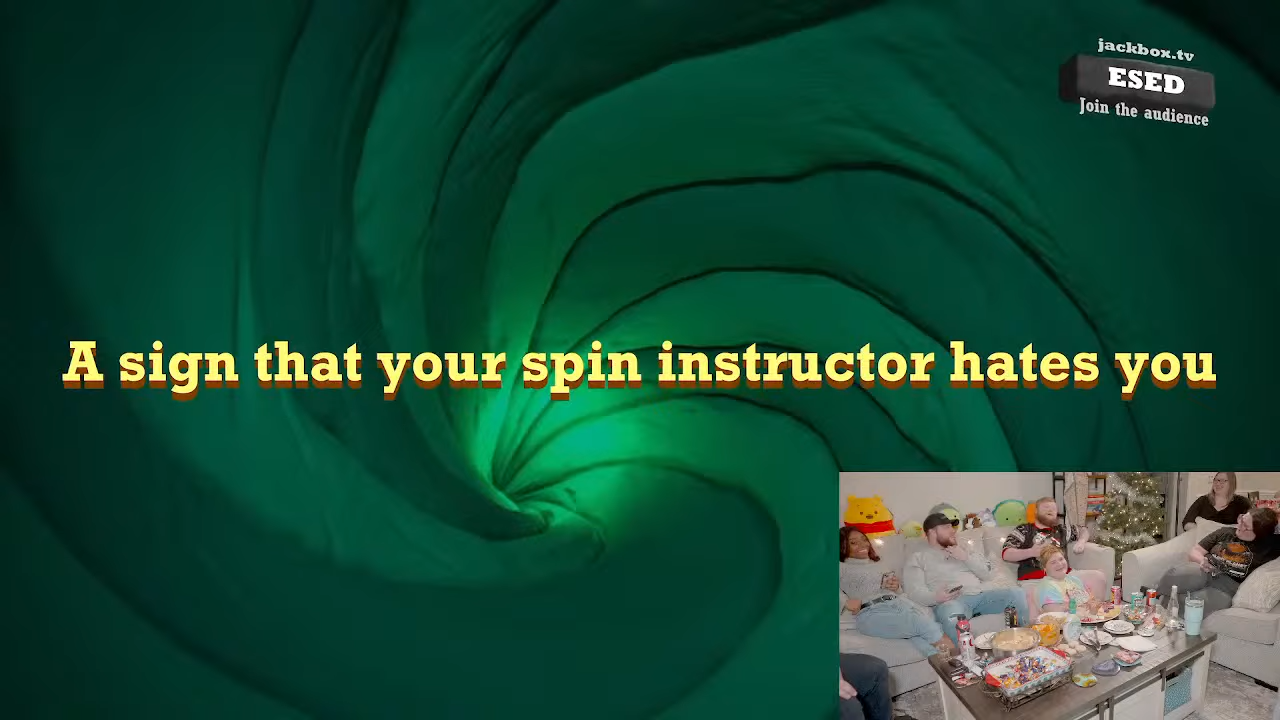 jackbox.tv
ESED
Join the audience
A sign that your spin instructor hates you